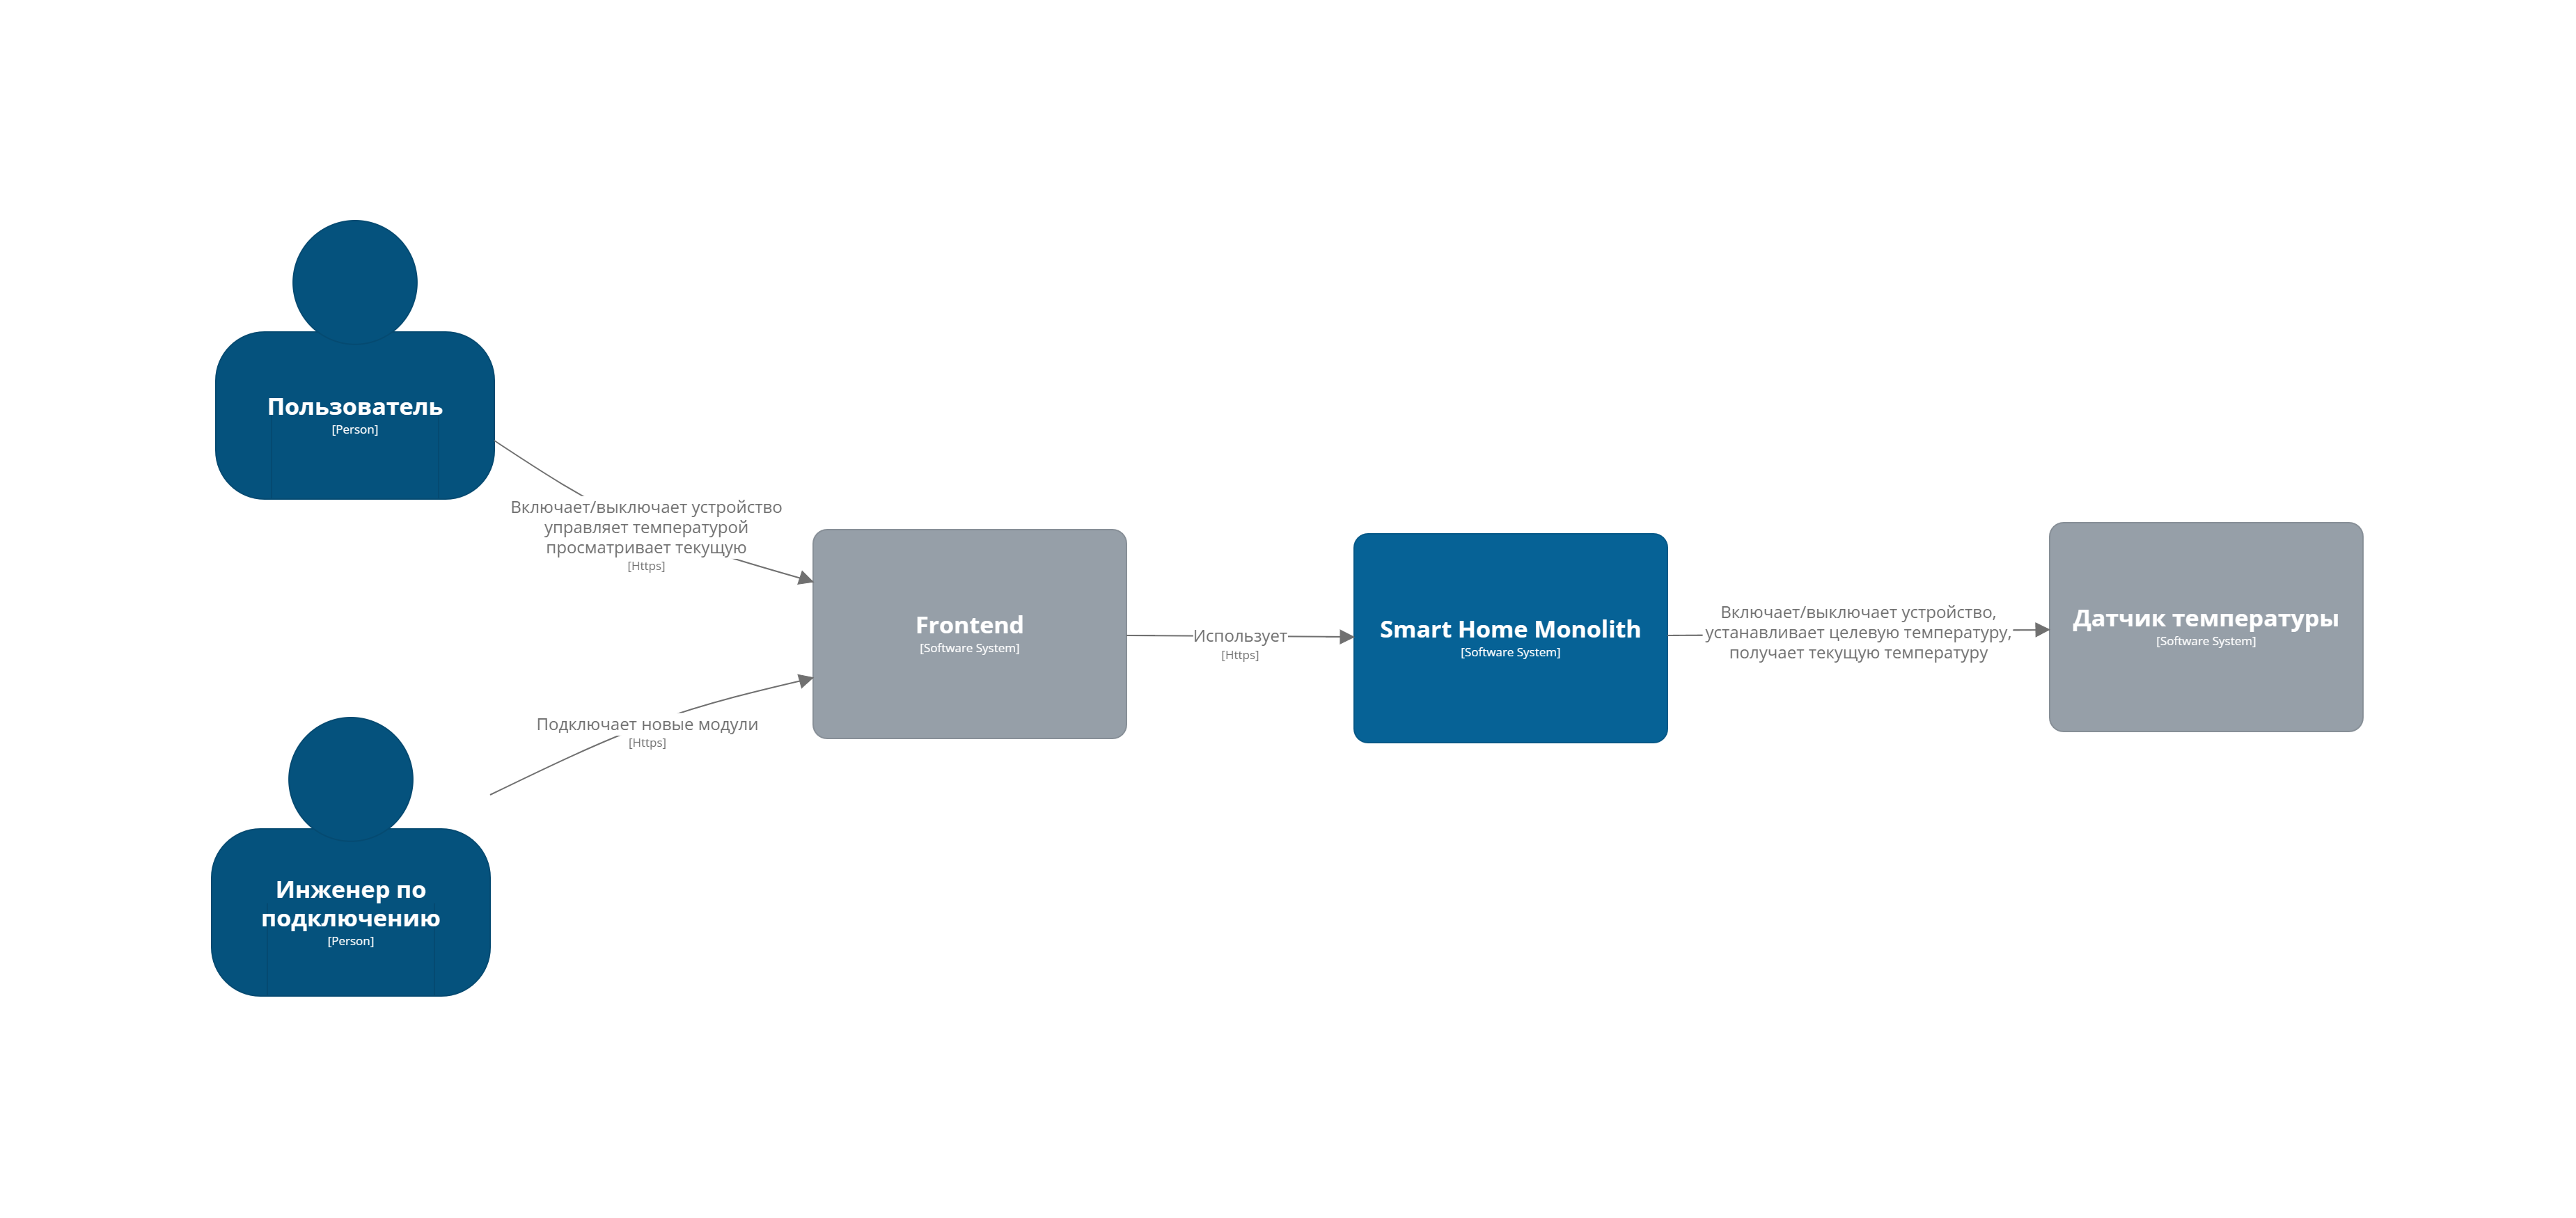 Пользователь
[Person]
Включает/выключает устройство
управляет температурой
просматривает текущую
[Https]
Инженер по
подключению
[Person]
Подключает новые модули
[Https]
Frontend
[Software System]
Использует
[Https]
Smart Home Monolith
[Software System]
Включает/выключает устройство,
устанавливает целевую температуру,
получает текущую температуру
Датчик температуры
[Software System]